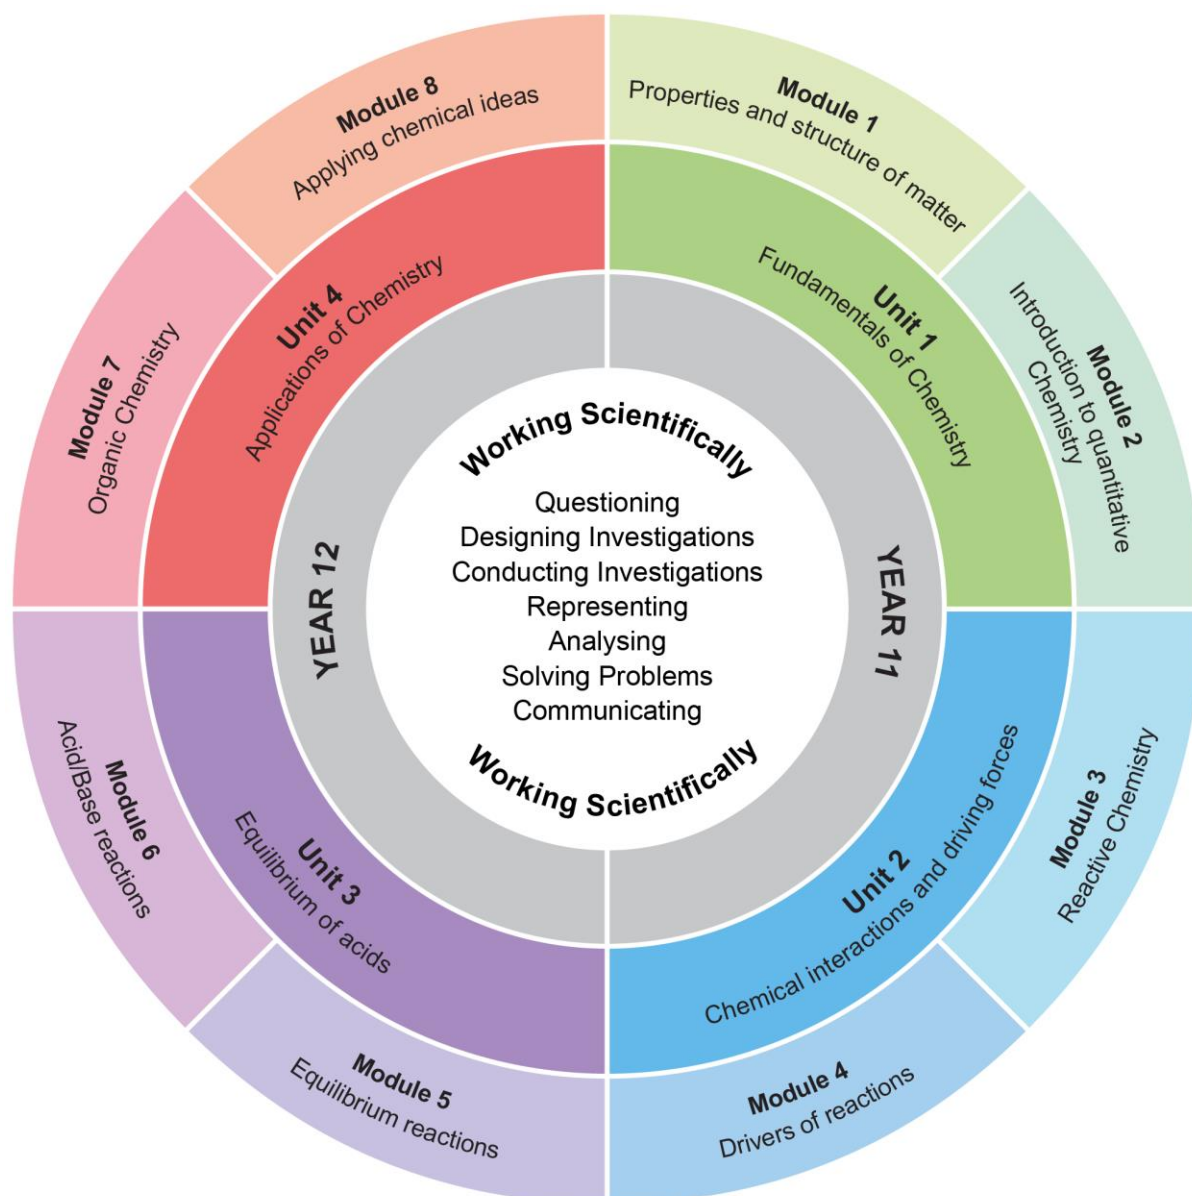 Working Scientifically
Questioning
Designing Investigations
Conducting Investigations
Representing
Analysing
Solving Problems
Communicating
Working Scientifically
YEAR 11
Unit 1
Fundamentals of Chemistry
Module 1
Properties and structure of matter
Module 2
Introduction to quantitative
Chemistry
Unit 2
Chemical interactions and driving forces
Module 3
Reactive Chemistry
Module 4
Drivers of reactions
YEAR 12
Unit 3
Equilibrium of acids
Module 5
Equilibrium reactions
Module 6
Acid/Base reactions
Unit 4
Applications of Chemistry
Module 7
Organic Chemistry
Module 8
Applying chemical ideas